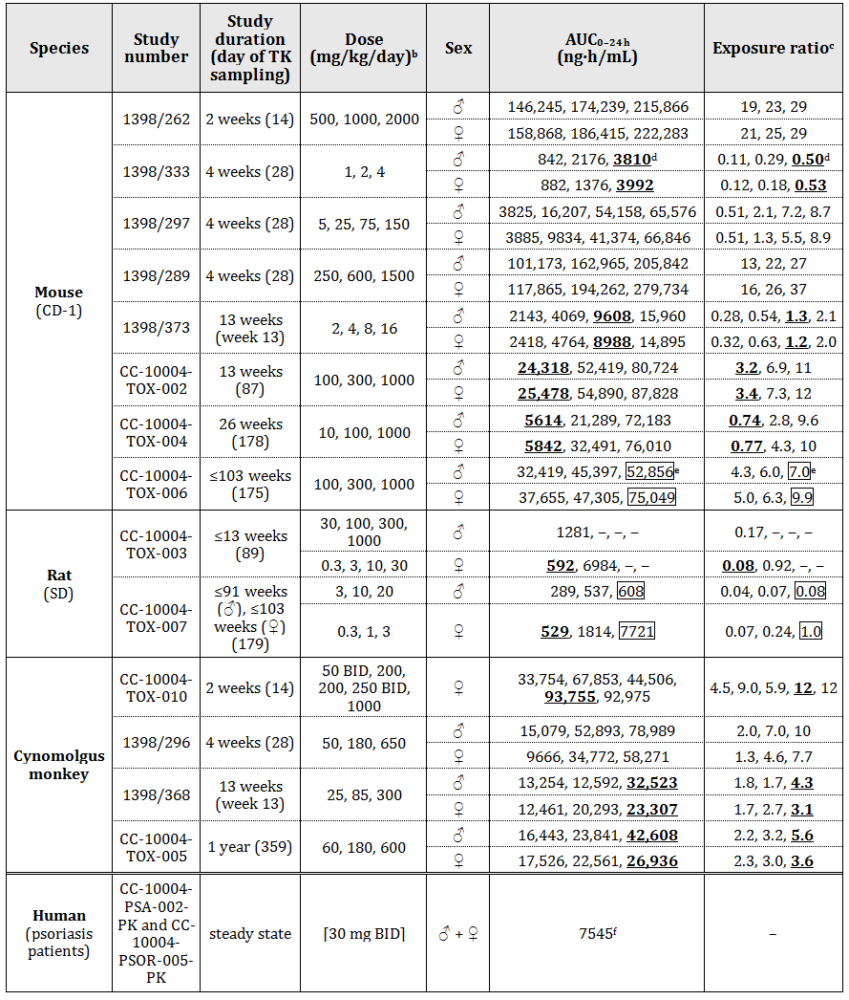 Species
Study
number
Study
duration
(day of TK
sampling)
Dose
(mg/kg/day)ᵇ
Sex
AUC₀₋₂₄ₕ
(ng·h/mL)
Exposure ratioᶜ
Mouse
(CD-1)
1398/262
2 weeks (14)
500, 1000, 2000
♂
146,245, 174,239, 215,866
19, 23, 29
♀
158,868, 186,415, 222,283
21, 25, 29
1398/333
4 weeks (28)
1, 2, 4
♂
842, 2176, 3810ᵈ
0.11, 0.29, 0.50ᵈ
♀
882, 1376, 3992
0.12, 0.18, 0.53
1398/297
4 weeks (28)
5, 25, 75, 150
♂
3825, 16,207, 54,158, 65,576
0.51, 2.1, 7.2, 8.7
♀
3885, 9834, 41,374, 66,846
0.51, 1.3, 5.5, 8.9
1398/289
4 weeks (28)
250, 600, 1500
♂
101,173, 162,965, 205,842
13, 22, 27
♀
117,865, 194,262, 279,734
16, 26, 37
1398/373
13 weeks
(week 13)
2, 4, 8, 16
♂
2143, 4069, 9608, 15,960
0.28, 0.54, 1.3, 2.1
♀
2418, 4764, 8988, 14,895
0.32, 0.63, 1.2, 2.0
CC-10004-
TOX-002
13 weeks
(87)
100, 300, 1000
♂
24,318, 52,419, 80,724
3.2, 6.9, 11
♀
25,478, 54,890, 87,828
3.4, 7.3, 12
CC-10004-
TOX-004
26 weeks
(178)
10, 100, 1000
♂
5614, 21,289, 72,183
0.74, 2.8, 9.6
♀
5842, 32,491, 76,010
0.77, 4.3, 10
CC-10004-
TOX-006
≤103 weeks
(175)
100, 300, 1000
♂
32,419, 45,397, 52,856ᵉ
4.3, 6.0, 7.0ᵉ
♀
37,655, 47,305, 75,049
5.0, 6.3, 9.9
Rat
(SD)
CC-10004-
TOX-003
≤13 weeks
(89)
30, 100, 300,
1000
♂
1281, –, –, –
0.17, –, –, –
0.3, 3, 10, 30
♀
592, 6984, –, –
0.08, 0.92, –, –
CC-10004-
TOX-007
≤91 weeks
(♂), ≤103
weeks (♀)
(179)
3, 10, 20
♂
289, 537, 608
0.04, 0.07, 0.08
0.3, 1, 3
♀
529, 1814, 7721
0.07, 0.24, 1.0
Cynomolgus
monkey
CC-10004-
TOX-010
2 weeks (14)
50 BID, 200,
200, 250 BID,
1000
♀
33,754, 67,853, 44,506,
93,755, 92,975
4.5, 9.0, 5.9, 12, 12
1398/296
4 weeks (28)
50, 180, 650
♂
15,079, 52,893, 78,989
2.0, 7.0, 10
♀
9666, 34,772, 58,271
1.3, 4.6, 7.7
1398/368
13 weeks
(week 13)
25, 85, 300
♂
13,254, 12,592, 32,523
1.8, 1.7, 4.3
♀
12,461, 20,293, 23,307
1.7, 2.7, 3.1
CC-10004-
TOX-005
1 year (359)
60, 180, 600
♂
16,443, 23,841, 42,608
2.2, 3.2, 5.6
♀
17,526, 22,561, 26,936
2.3, 3.0, 3.6
Human
(psoriasis
patients)
CC-10004-
PSA-002-
PK and CC-
10004-
PSOR-005-
PK
steady state
[30 mg BID]
♂ + ♀
7545ᶠ
–